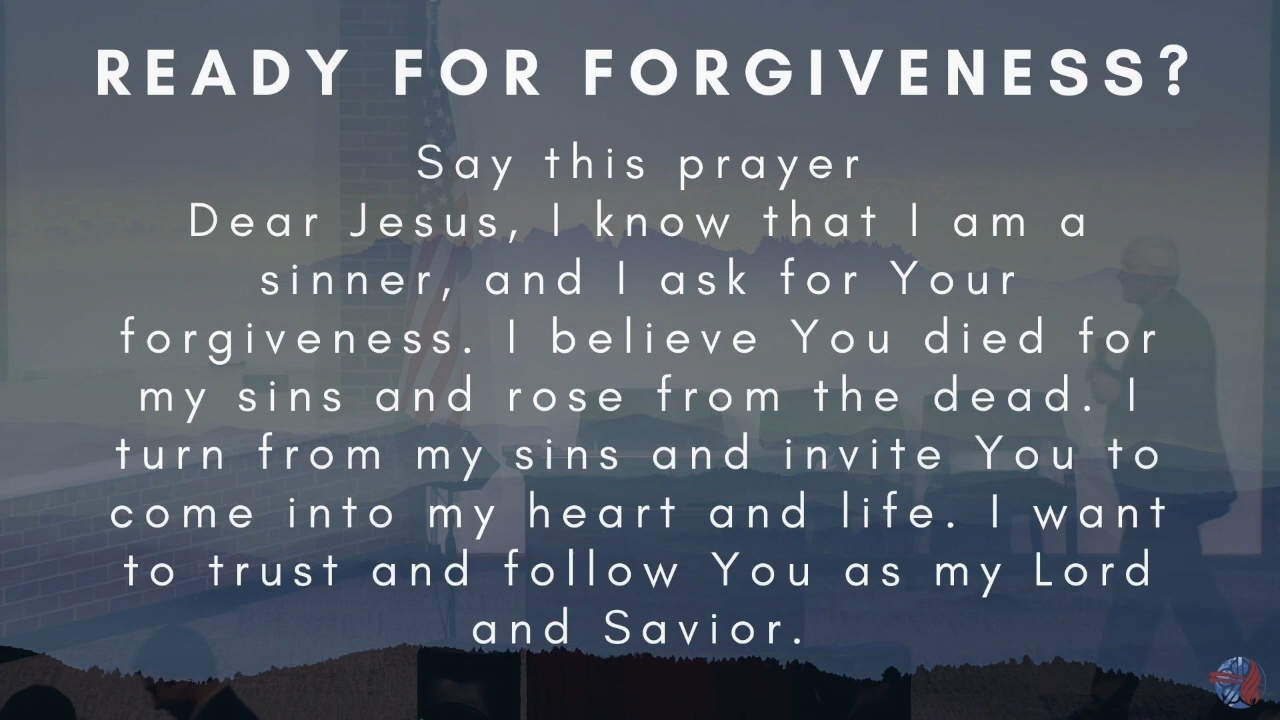 READY FOR FORGIVENESS?
Say this prayer
Dear Jesus, I know that I am a
sinner, and I ask for Your
forgiveness. I believe You died for
my sins and rose from the dead. I
turn from my sins and invite You to
come into my heart and life. I want
to trust and follow You as my Lord
and Savior.